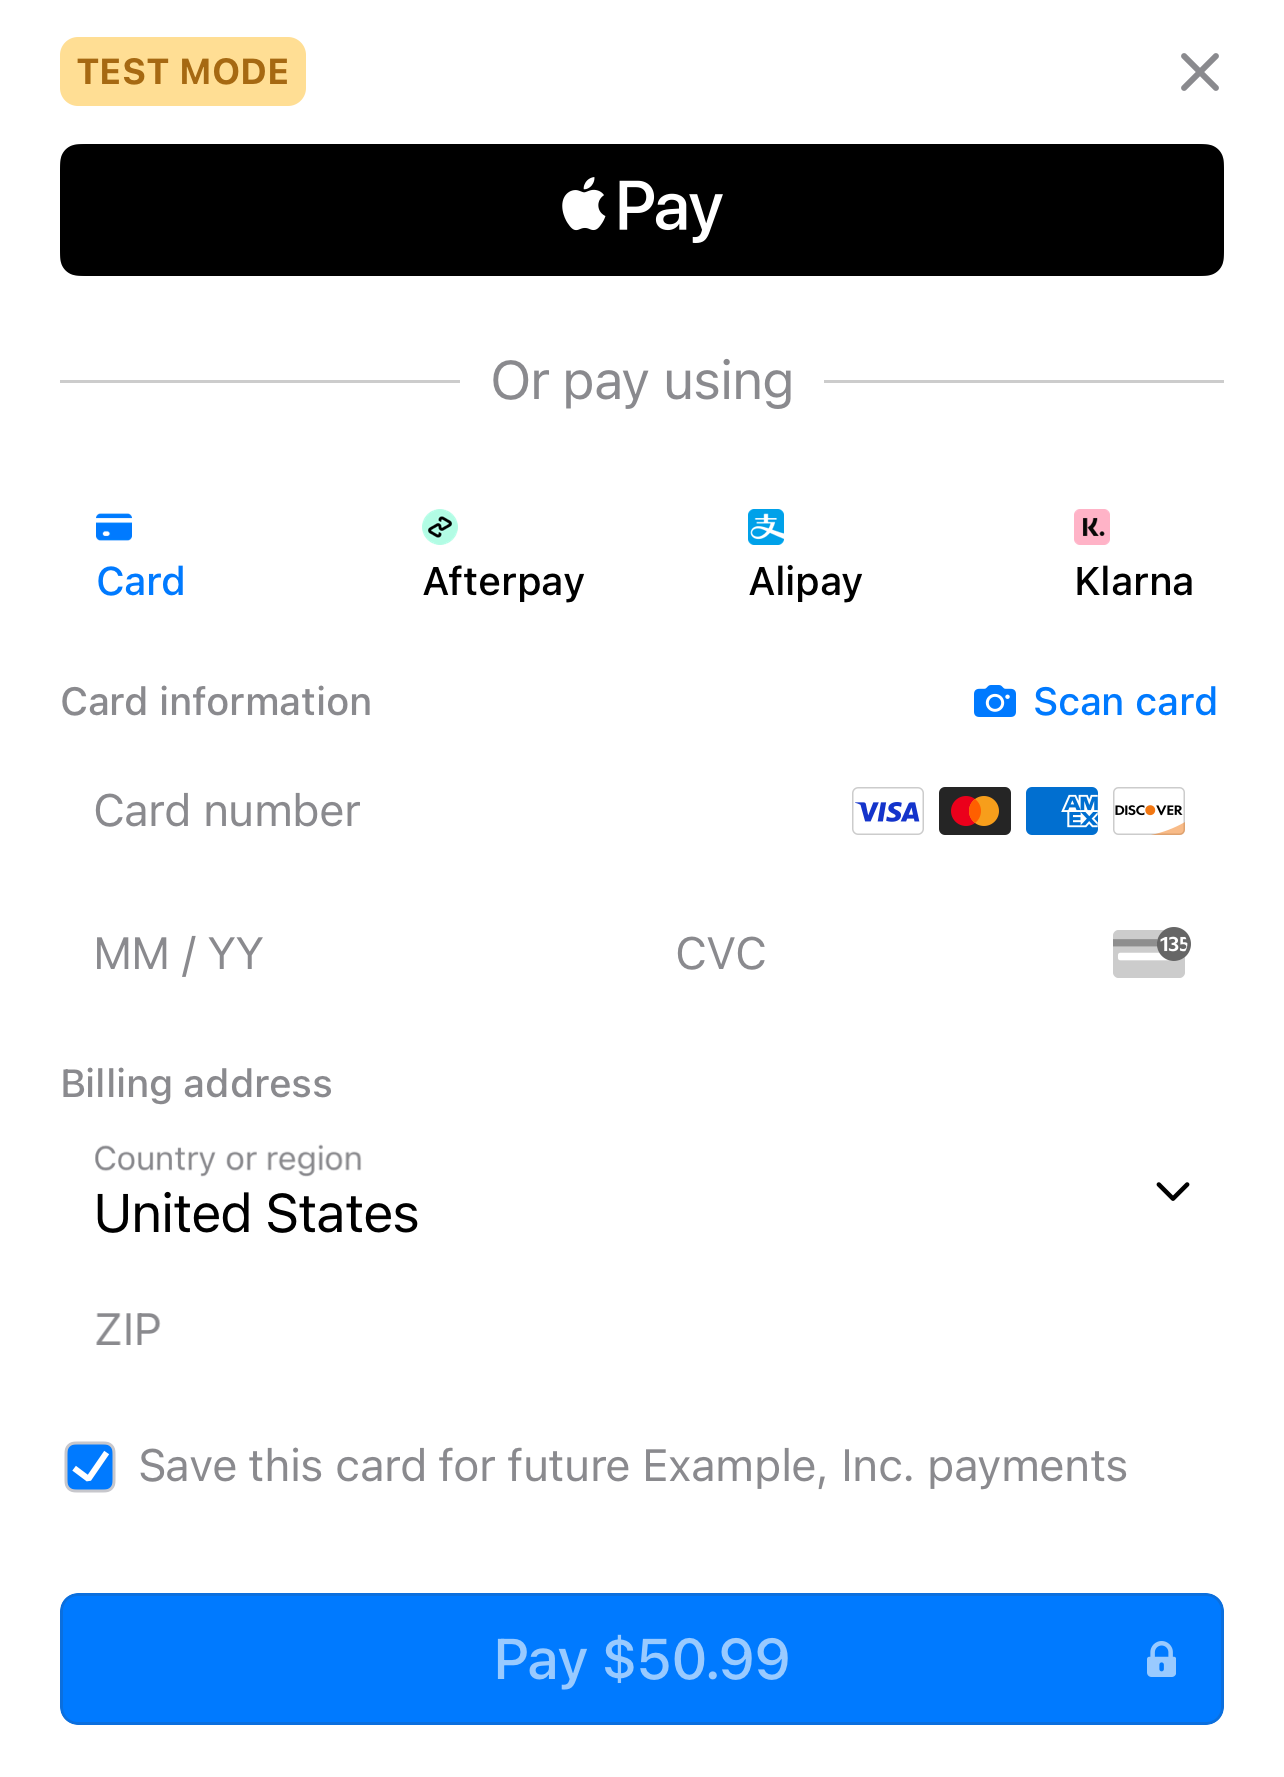 TEST MODE
Pay
Or pay using
Card
Afterpay
支
Alipay
K.
Klarna
Card information
Scan card
Card number
VISA
AM
EX
DISCOVER
MM / YY
CVC
135
Billing address
Country or region
United States
ZIP
Save this card for future Example, Inc. payments
Pay $50.99